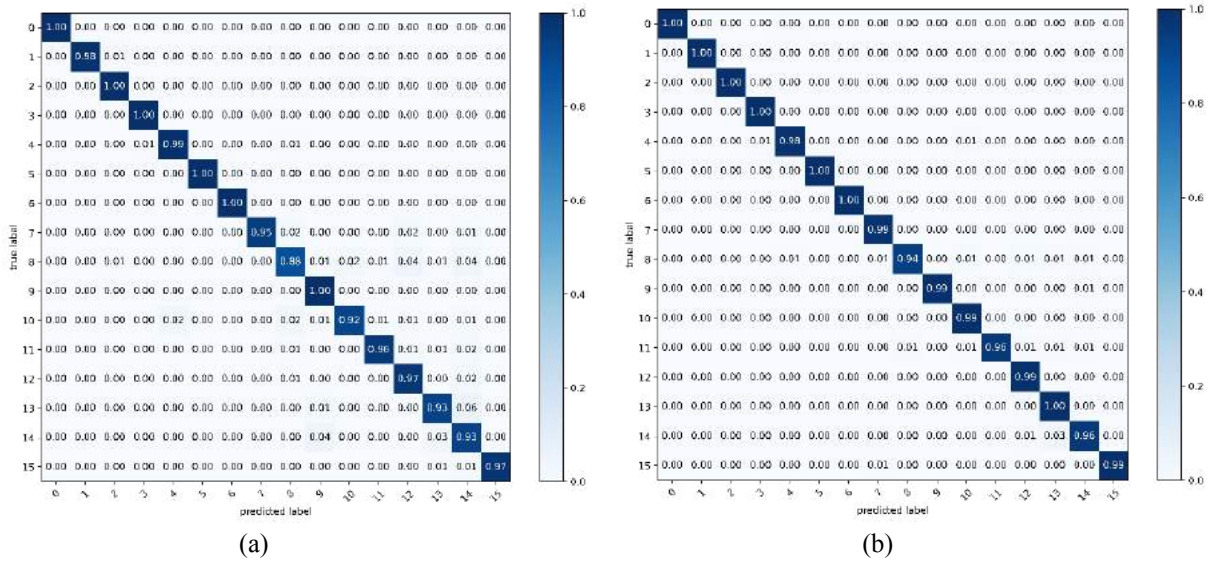 0 1.00 0.00 0.00 0.00 0.00 0.00 0.00 0.00 0.00 0.00 0.00 0.00 0.00 0.00 0.00 0.00
1 0.00 0.98 0.01 0.00 0.00 0.00 0.00 0.00 0.00 0.00 0.00 0.00 0.00 0.00 0.00 0.00
2 0.00 0.00 1.00 0.00 0.00 0.00 0.00 0.00 0.00 0.00 0.00 0.00 0.00 0.00 0.00 0.00
3 0.00 0.00 0.00 1.00 0.00 0.00 0.00 0.00 0.00 0.00 0.00 0.00 0.00 0.00 0.00 0.00
4 0.00 0.00 0.00 0.01 0.99 0.00 0.00 0.00 0.01 0.00 0.00 0.00 0.00 0.00 0.00 0.00
5 0.00 0.00 0.00 0.00 0.00 1.00 0.00 0.00 0.00 0.00 0.00 0.00 0.00 0.00 0.00 0.00
6 0.00 0.00 0.00 0.00 0.00 0.00 1.00 0.00 0.00 0.00 0.00 0.00 0.00 0.00 0.00 0.00
7 0.00 0.00 0.00 0.00 0.00 0.00 0.00 0.95 0.02 0.00 0.00 0.00 0.02 0.00 0.01 0.00
8 0.00 0.00 0.01 0.00 0.00 0.00 0.00 0.00 0.88 0.01 0.02 0.01 0.04 0.01 0.04 0.00
9 0.00 0.00 0.00 0.00 0.00 0.00 0.00 0.00 0.00 1.00 0.00 0.00 0.00 0.00 0.00 0.00
10 0.00 0.00 0.00 0.00 0.02 0.00 0.00 0.00 0.02 0.01 0.92 0.01 0.01 0.00 0.01 0.00
11 0.00 0.00 0.00 0.00 0.00 0.00 0.00 0.00 0.01 0.00 0.00 0.96 0.01 0.01 0.02 0.00
12 0.00 0.00 0.00 0.00 0.00 0.00 0.00 0.00 0.01 0.00 0.00 0.00 0.97 0.00 0.02 0.00
13 0.00 0.00 0.00 0.00 0.00 0.00 0.00 0.00 0.00 0.01 0.00 0.00 0.00 0.93 0.06 0.00
14 0.00 0.00 0.00 0.00 0.00 0.00 0.00 0.00 0.00 0.04 0.00 0.00 0.00 0.03 0.93 0.00
15 0.00 0.00 0.00 0.00 0.00 0.00 0.00 0.00 0.00 0.00 0.00 0.00 0.00 0.01 0.01 0.97
0 1 2 3 4 5 6 7 8 9 10 11 12 13 14 15
true label
predicted label
1.0
0.8
0.6
0.4
0.2
0.0
(a)
0 1.00 0.00 0.00 0.00 0.00 0.00 0.00 0.00 0.00 0.00 0.00 0.00 0.00 0.00 0.00 0.00
1 0.00 1.00 0.00 0.00 0.00 0.00 0.00 0.00 0.00 0.00 0.00 0.00 0.00 0.00 0.00 0.00
2 0.00 0.00 1.00 0.00 0.00 0.00 0.00 0.00 0.00 0.00 0.00 0.00 0.00 0.00 0.00 0.00
3 0.00 0.00 0.00 1.00 0.00 0.00 0.00 0.00 0.00 0.00 0.00 0.00 0.00 0.00 0.00 0.00
4 0.00 0.00 0.00 0.01 0.98 0.00 0.00 0.00 0.00 0.00 0.01 0.00 0.00 0.00 0.00 0.00
5 0.00 0.00 0.00 0.00 0.00 1.00 0.00 0.00 0.00 0.00 0.00 0.00 0.00 0.00 0.00 0.00
6 0.00 0.00 0.00 0.00 0.00 0.00 1.00 0.00 0.00 0.00 0.00 0.00 0.00 0.00 0.00 0.00
7 0.00 0.00 0.00 0.00 0.00 0.00 0.00 0.99 0.00 0.00 0.00 0.00 0.00 0.00 0.00 0.00
8 0.00 0.00 0.00 0.00 0.01 0.00 0.00 0.01 0.94 0.00 0.01 0.00 0.01 0.01 0.01 0.00
9 0.00 0.00 0.00 0.00 0.00 0.00 0.00 0.00 0.00 0.99 0.00 0.00 0.00 0.00 0.01 0.00
10 0.00 0.00 0.00 0.00 0.00 0.00 0.00 0.00 0.00 0.00 0.99 0.00 0.00 0.00 0.00 0.00
11 0.00 0.00 0.00 0.00 0.00 0.00 0.00 0.00 0.01 0.00 0.01 0.96 0.01 0.01 0.01 0.00
12 0.00 0.00 0.00 0.00 0.00 0.00 0.00 0.00 0.00 0.00 0.00 0.00 0.99 0.00 0.00 0.00
13 0.00 0.00 0.00 0.00 0.00 0.00 0.00 0.00 0.00 0.00 0.00 0.00 0.00 1.00 0.00 0.00
14 0.00 0.00 0.00 0.00 0.00 0.00 0.00 0.00 0.00 0.00 0.00 0.00 0.01 0.03 0.96 0.00
15 0.00 0.00 0.00 0.00 0.00 0.00 0.00 0.01 0.00 0.00 0.00 0.00 0.00 0.00 0.00 0.99
0 1 2 3 4 5 6 7 8 9 10 11 12 13 14 15
true label
predicted label
1.0
0.8
0.6
0.4
0.2
0.0
(b)